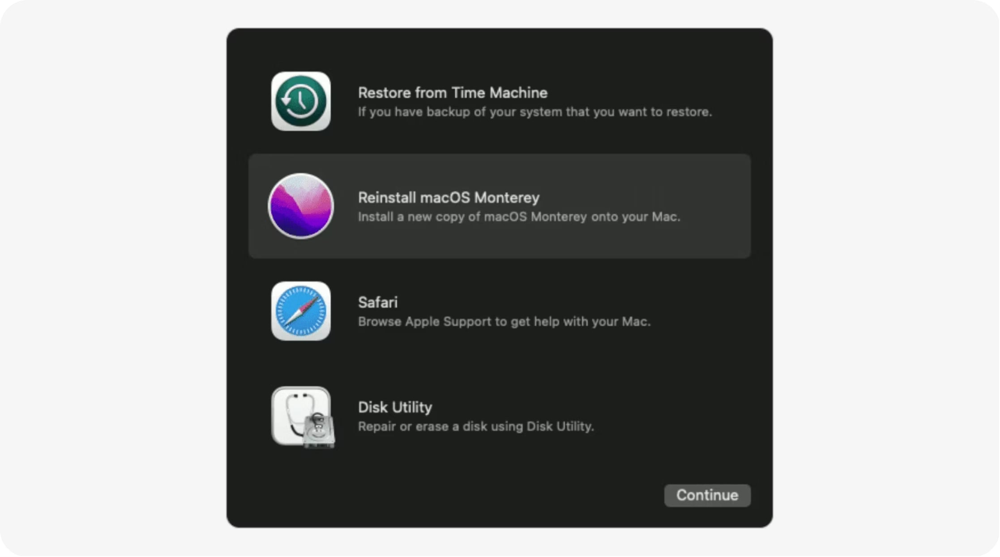 Restore from Time Machine
If you have backup of your system that you want to restore.
Reinstall macOS Monterey
Install a new copy of macOS Monterey onto your Mac.
Safari
Browse Apple Support to get help with your Mac.
Disk Utility
Repair or erase a disk using Disk Utility.
Continue